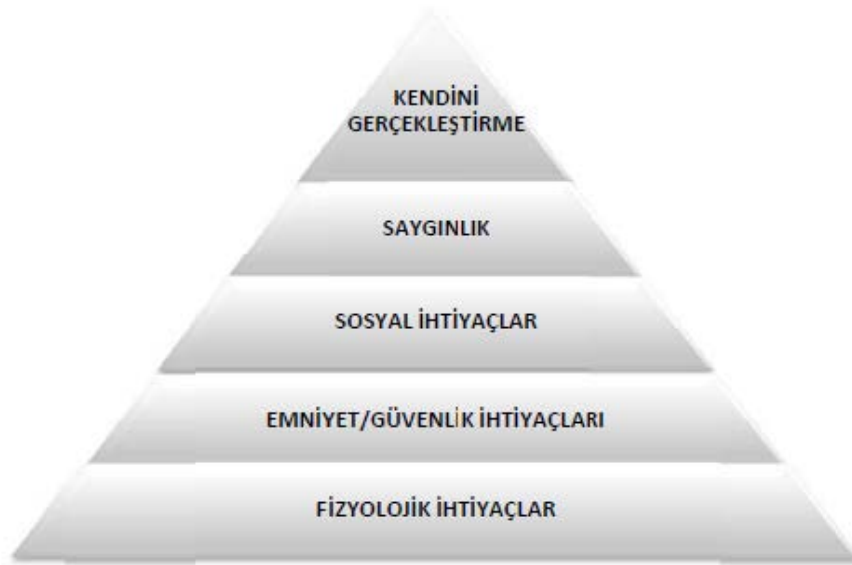 KENDİNİ
GERÇEKLEŞTİRME
SAYGINLIK
SOSYAL İHTİYAÇLAR
EMNİYET/GÜVENLİK İHTİYAÇLARI
FİZYOLOJİK İHTİYAÇLAR